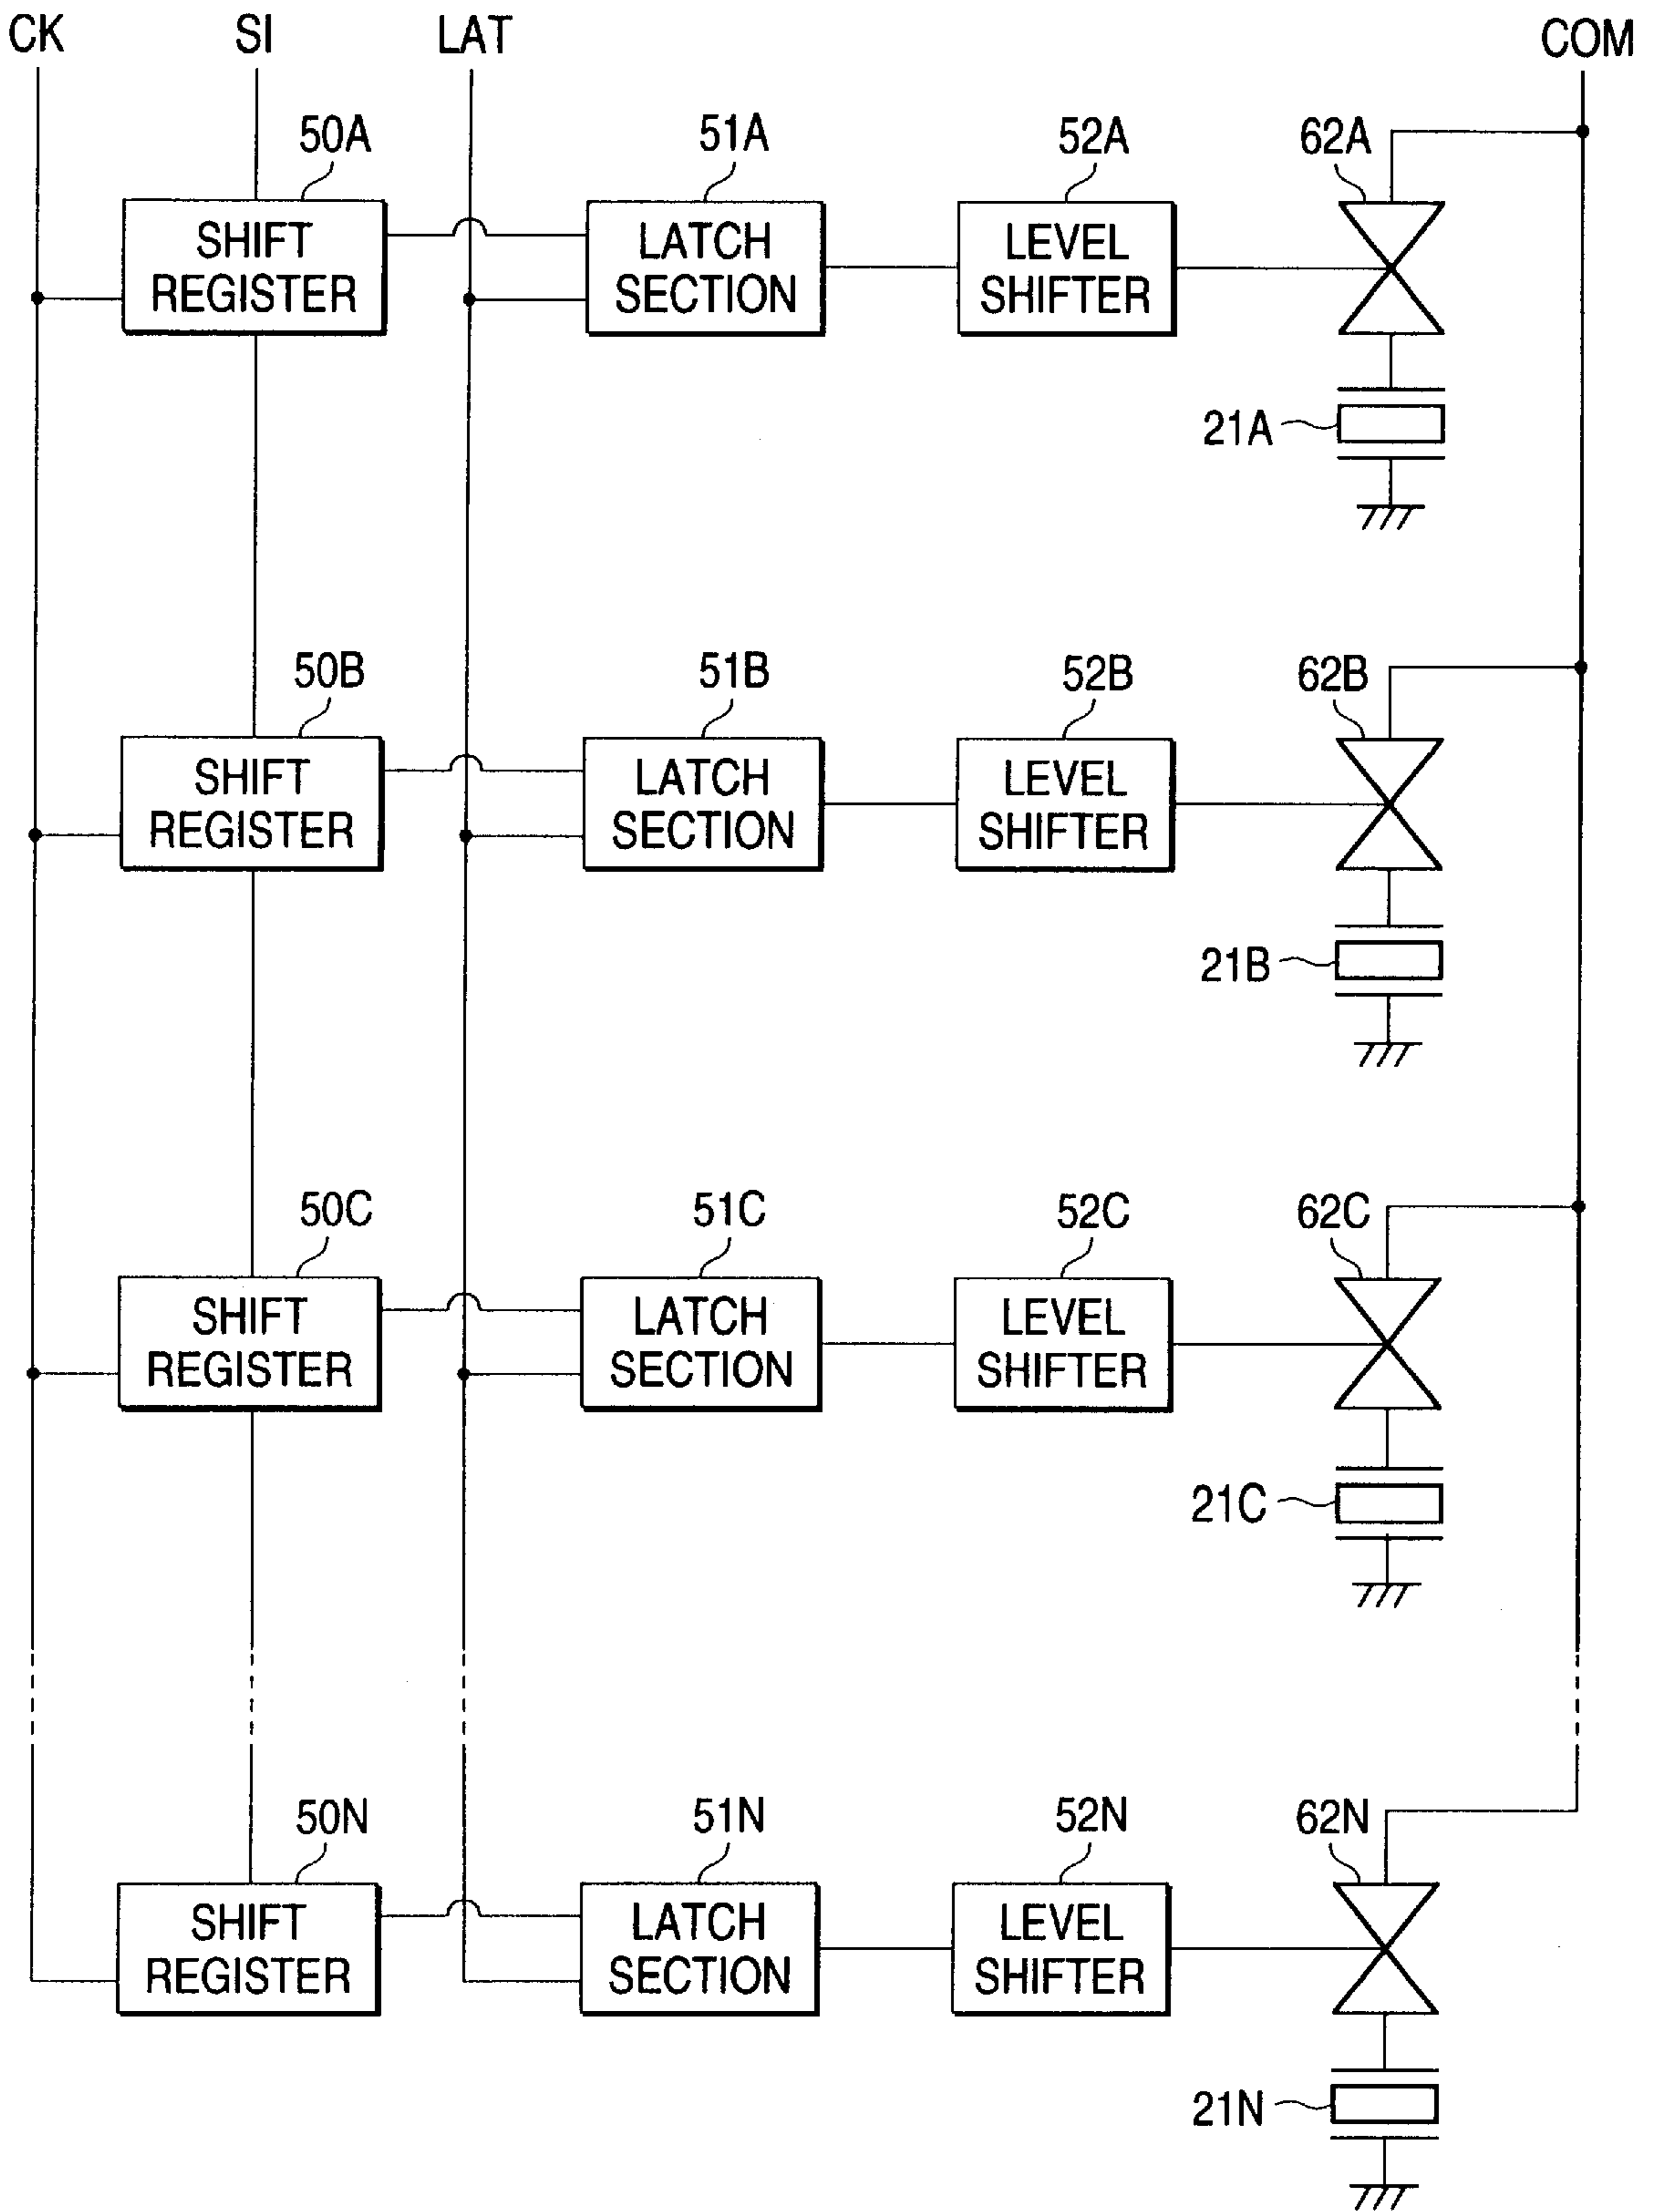 CK SI LAT COM
50A 51A 52A 62A
SHIFT REGISTER
LATCH SECTION
LEVEL SHIFTER
21A
50B 51B 52B 62B
SHIFT REGISTER
LATCH SECTION
LEVEL SHIFTER
21B
50C 51C 52C 62C
SHIFT REGISTER
LATCH SECTION
LEVEL SHIFTER
21C
50N 51N 52N 62N
SHIFT REGISTER
LATCH SECTION
LEVEL SHIFTER
21N